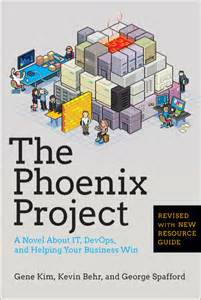 The
Phoenix
Project
A Novel About IT, DevOps,
and Helping Your Business Win
REVISED
WITH NEW
RESOURCE
GUIDE
Gene Kim, Kevin Behr, and George Spafford